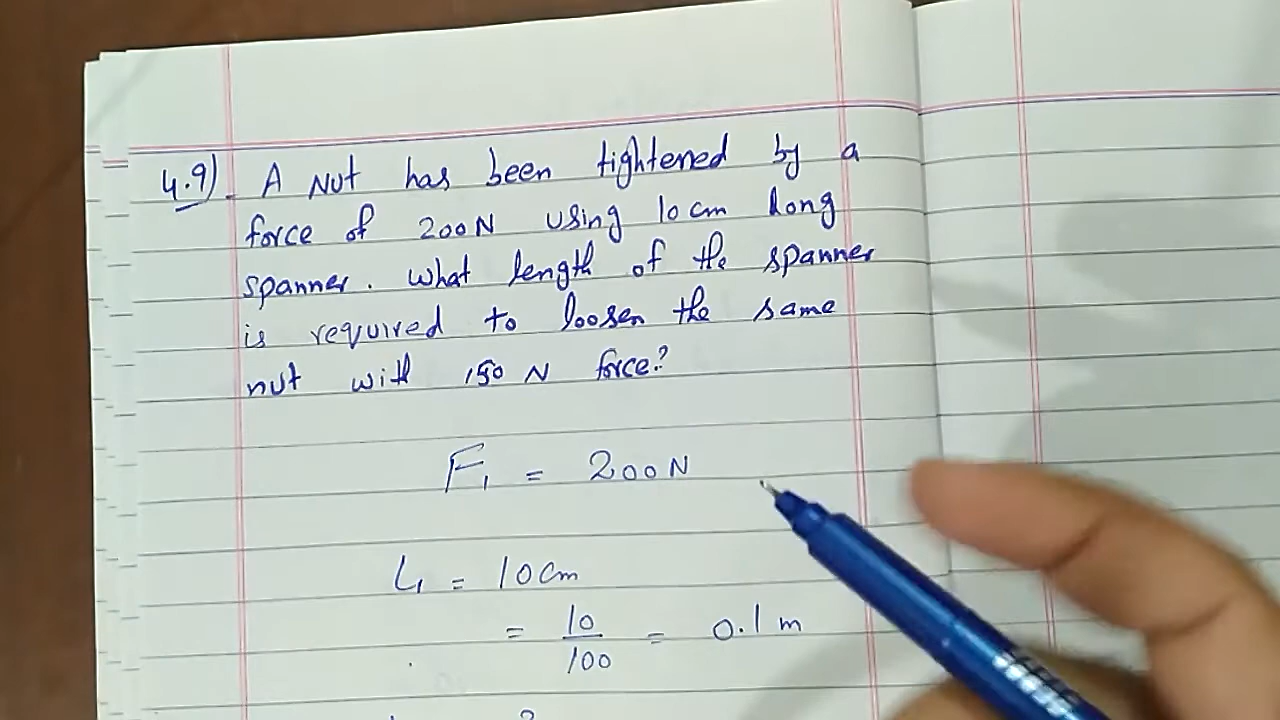 4.9) A Nut has been tightened by a
force of 200N using 10cm long
spanner. What length of the spanner
is required to loosen the same
nut with 150 N force?
F₁ = 200N
L₁ = 10cm
= 10/100 = 0.1 m